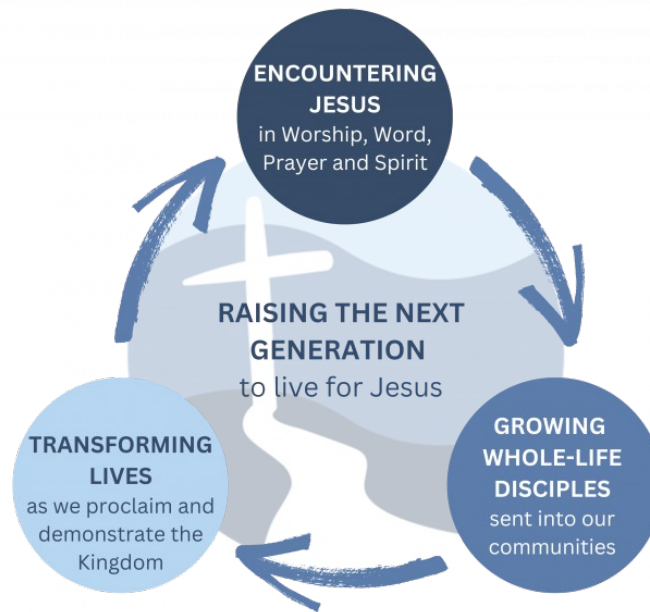 ENCOUNTERING
JESUS
in Worship, Word,
Prayer and Spirit
RAISING THE NEXT
GENERATION
to live for Jesus
TRANSFORMING
LIVES
as we proclaim and
demonstrate the
Kingdom
GROWING
WHOLE-LIFE
DISCIPLES
sent into our
communities